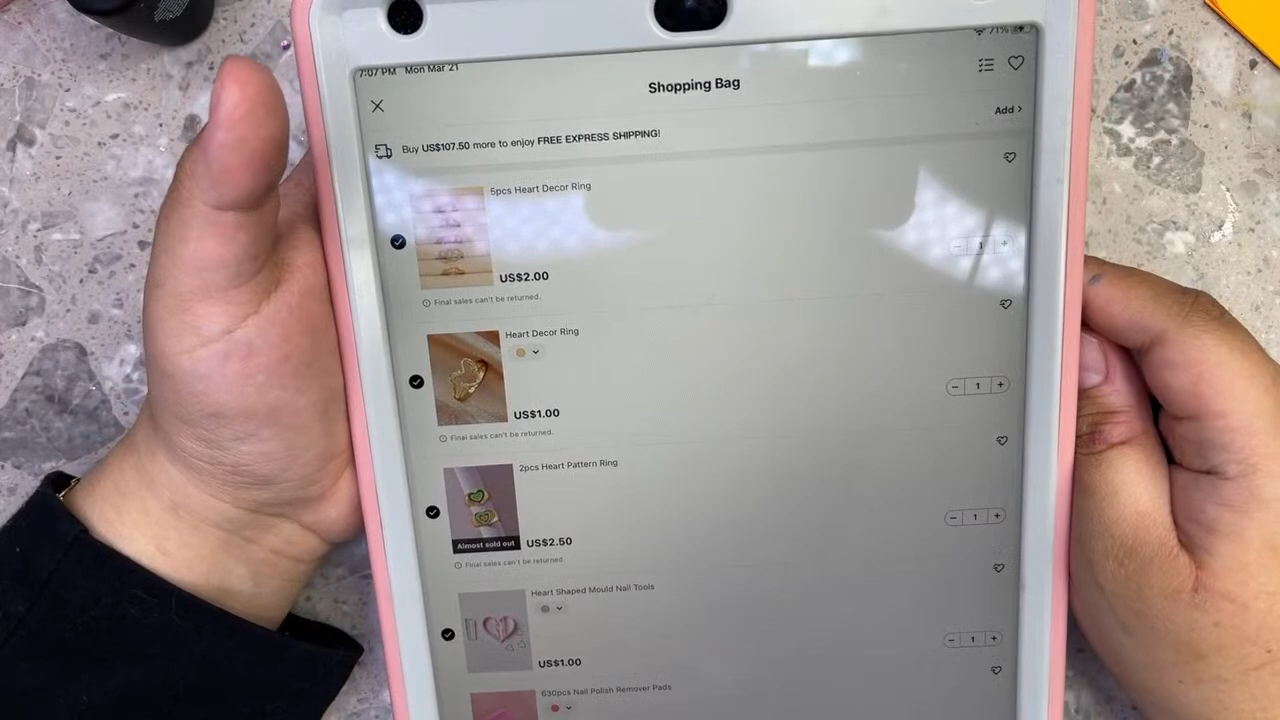 7:07 PM Mon Mar 21
71%
Shopping Bag
Add >
Buy US$107.50 more to enjoy FREE EXPRESS SHIPPING!
5pcs Heart Decor Ring
− 1 +
US$2.00
Final sales can't be returned.
Heart Decor Ring
− 1 +
US$1.00
Final sales can't be returned.
2pcs Heart Pattern Ring
− 1 +
Almost sold out
US$2.50
Final sales can't be returned.
Heart Shaped Mould Nail Tools
− 1 +
US$1.00
630pcs Nail Polish Remover Pads